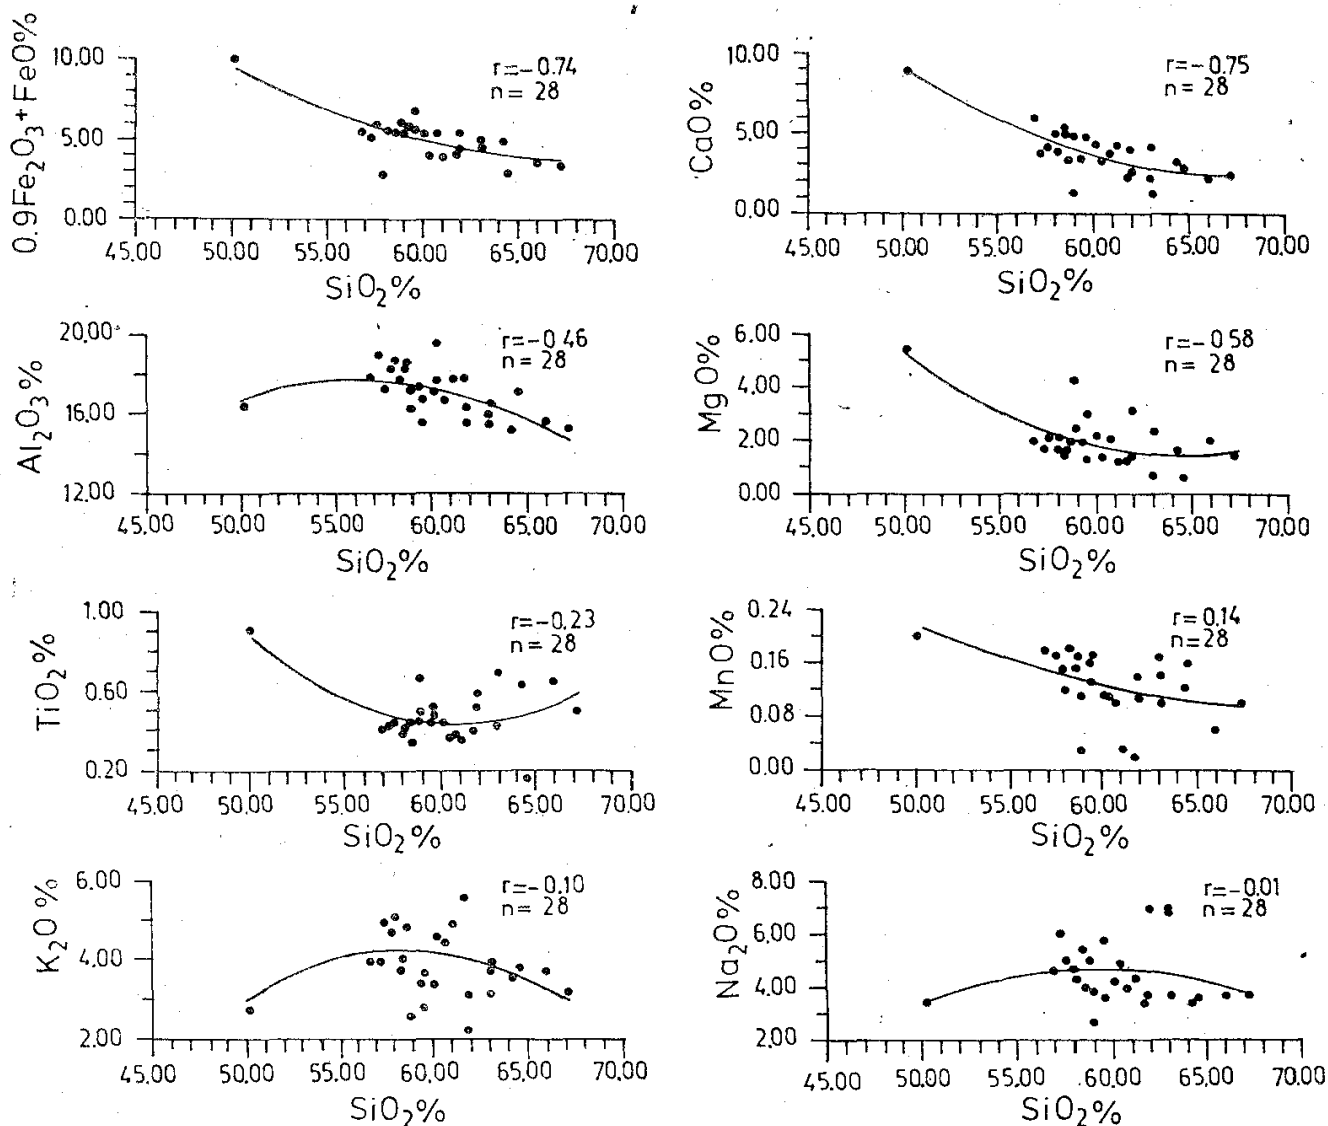 0.9Fe2O3+FeO%
10.00
5.00
0.00
r=-0.74
n= 28
45.00 50.00 55.00 60.00 65.00 70.00
SiO2%
CaO%
10.00
5.00
0.00
r=-0.75
n= 28
45.00 50.00 55.00 60.00 65.00 70.00
SiO2%
Al2O3%
20.00
16.00
12.00
r=-0.46
n= 28
45.00 50.00 55.00 60.00 65.00 70.00
SiO2%
MgO%
6.00
4.00
2.00
0.00
r=-0.58
n= 28
45.00 50.00 55.00 60.00 65.00 70.00
SiO2%
TiO2%
1.00
0.60
0.20
r=-0.23
n= 28
45.00 50.00 55.00 60.00 65.00 70.00
SiO2%
MnO%
0.24
0.16
0.08
0.00
r=0.14
n=28
45.00 50.00 55.00 60.00 65.00 70.00
SiO2%
K2O%
6.00
4.00
2.00
r=-0.10
n= 28
45.00 50.00 55.00 60.00 65.00 70.00
SiO2%
Na2O%
8.00
6.00
4.00
2.00
r=-0.01
n= 28
45.00 50.00 55.00 60.00 65.00 70.00
SiO2%